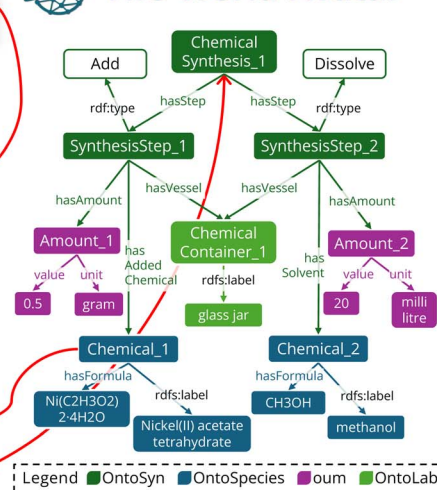 Chemical
Synthesis_1
Add
Dissolve
hasStep
hasStep
rdf:type
rdf:type
SynthesisStep_1
SynthesisStep_2
hasVessel
hasVessel
hasAmount
hasAmount
Amount_1
Chemical
Container_1
Amount_2
has
Added
Chemical
has
Solvent
value
unit
rdfs:label
value
unit
0.5
gram
glass jar
20
milli
litre
Chemical_1
Chemical_2
hasFormula
rdfs:label
hasFormula
rdfs:label
Ni(C2H3O2)
2·4H2O
Nickel(II) acetate
tetrahydrate
CH3OH
methanol
Legend OntoSyn OntoSpecies oum OntoLab